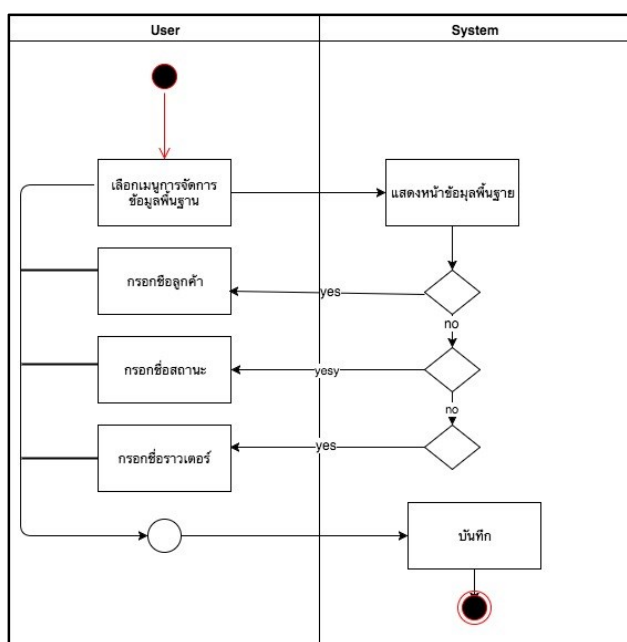 User
System
เลือกเมนูการจัดการ
ข้อมูลพื้นฐาน
แสดงหน้าข้อมุลพื้นฐาย
กรอกชือลูกค้า
yes
no
กรอกชื่อสถานะ
yesy
no
กรอกชื่อราวเตอร์
yes
บันทึก